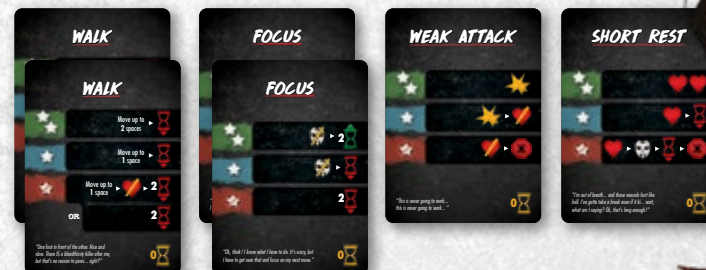 WALK
FOCUS
WEAK ATTACK
SHORT REST
WALK
Move up to
2 spaces
Move up to
1 space
Move up to
1 space
2
OR
2
"One foot in front of the other. Nice and
slow. There IS a bloodthirsty killer after me,
but that's no reason to panic... right?"
0
FOCUS
2
2
"Ok, think! I know what I have to do. It's scary, but
I have to get over that and focus on my next move."
0
"This is never going to work...
this is never going to work..."
0
"I'm out of breath... and those wounds hurt like
hell. I've gotta take a break even if it ki... wait,
what am I saying? Ok, that's long enough!"
0